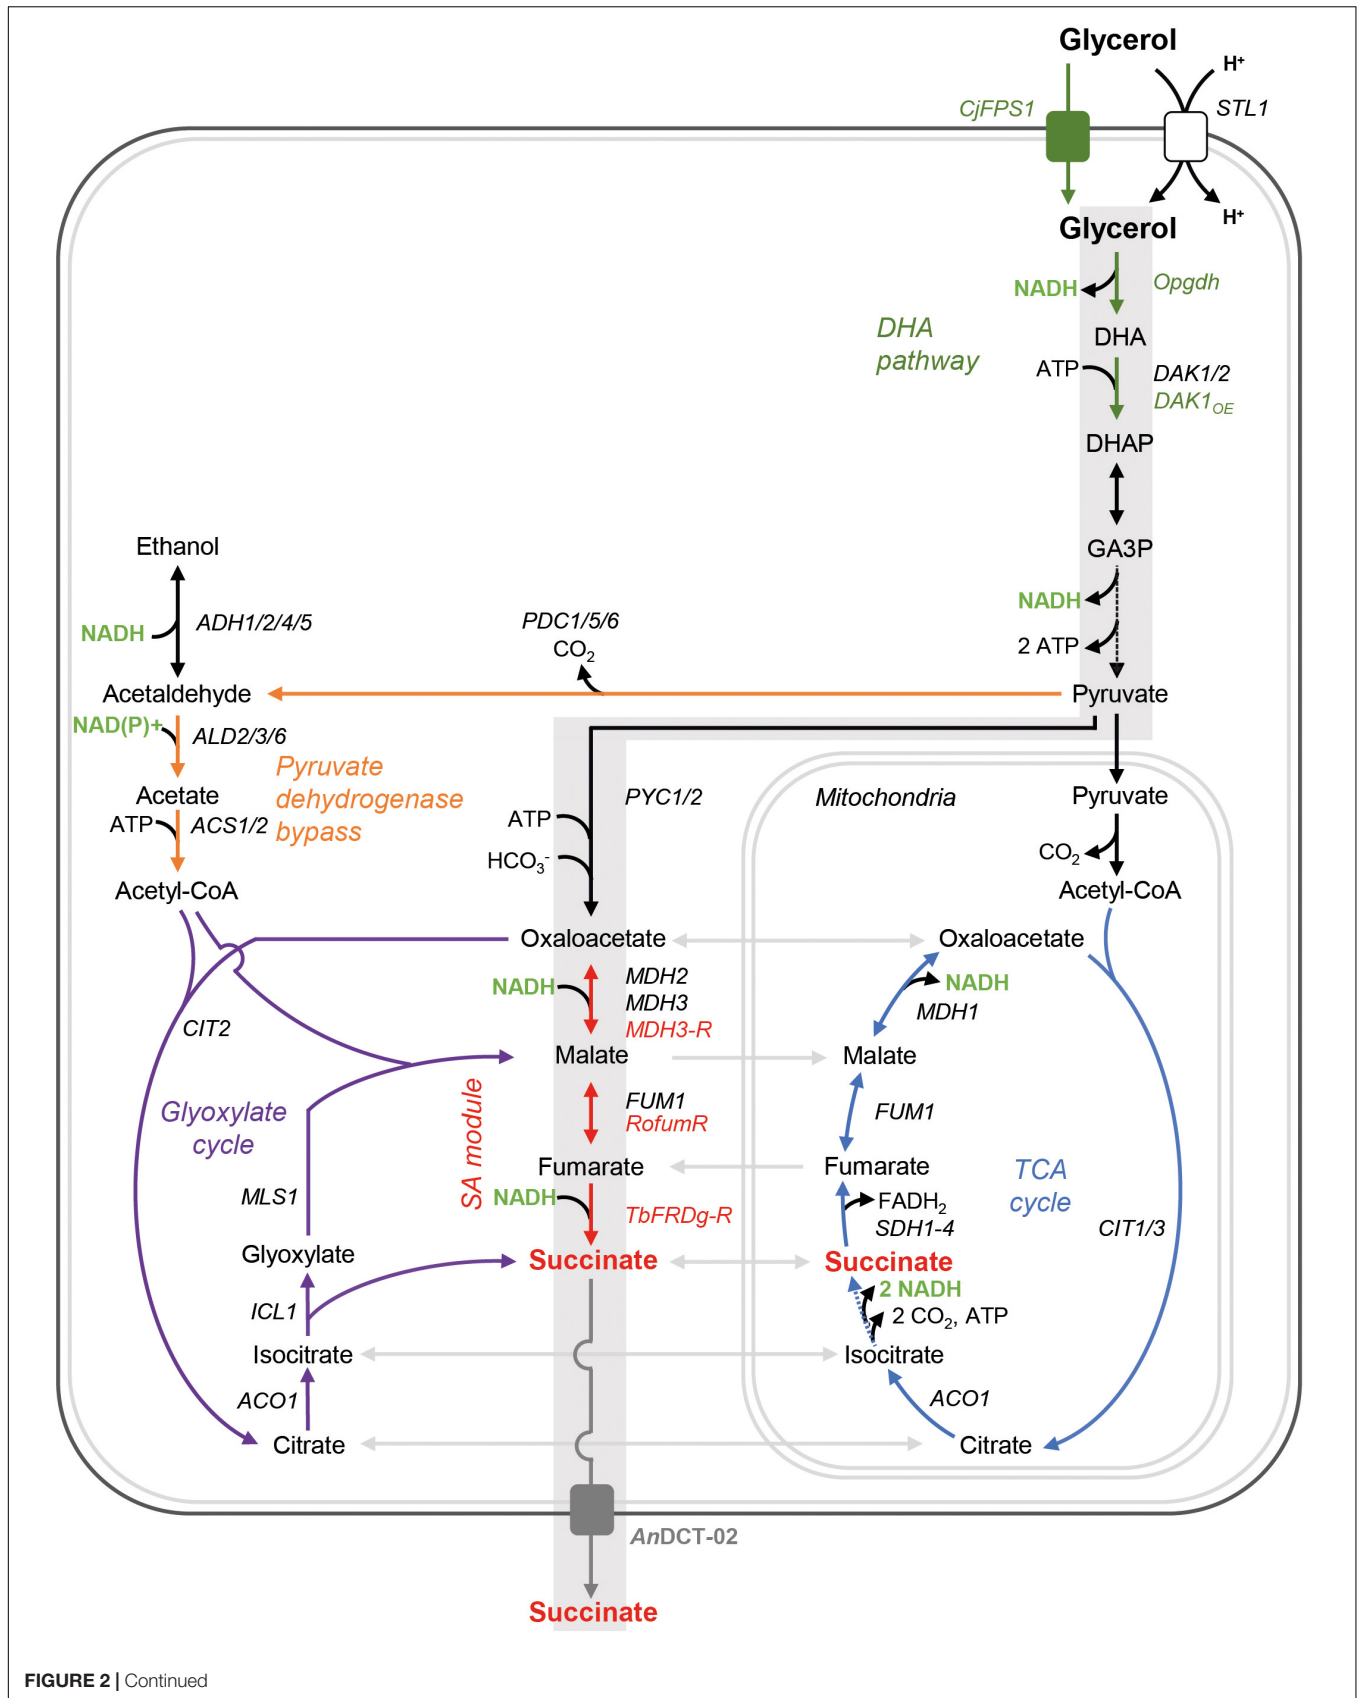 Glycerol
H+
CjFPS1
STL1
Glycerol
H+
NADH
Opgdh
DHA
pathway
DHA
ATP
DAK1/2
DAK1OE
DHAP
Ethanol
GA3P
NADH
ADH1/2/4/5
NADH
PDC1/5/6
CO2
2 ATP
Acetaldehyde
Pyruvate
NAD(P)+
ALD2/3/6
Pyruvate
dehydrogenase
bypass
Acetate
ATP
ACS1/2
Acetyl-CoA
PYC1/2
ATP
HCO3-
Mitochondria
Pyruvate
CO2
Acetyl-CoA
Oxaloacetate
Oxaloacetate
NADH
MDH2
MDH3
MDH3-R
NADH
MDH1
CIT2
Malate
Malate
Glyoxylate
cycle
SA module
FUM1
RofumR
FUM1
Fumarate
Fumarate
TCA
cycle
MLS1
NADH
TbFRDg-R
FADH2
SDH1-4
CIT1/3
Glyoxylate
Succinate
Succinate
2 NADH
2 CO2, ATP
ICL1
Isocitrate
Isocitrate
ACO1
ACO1
Citrate
Citrate
AnDCT-02
Succinate
FIGURE 2 | Continued